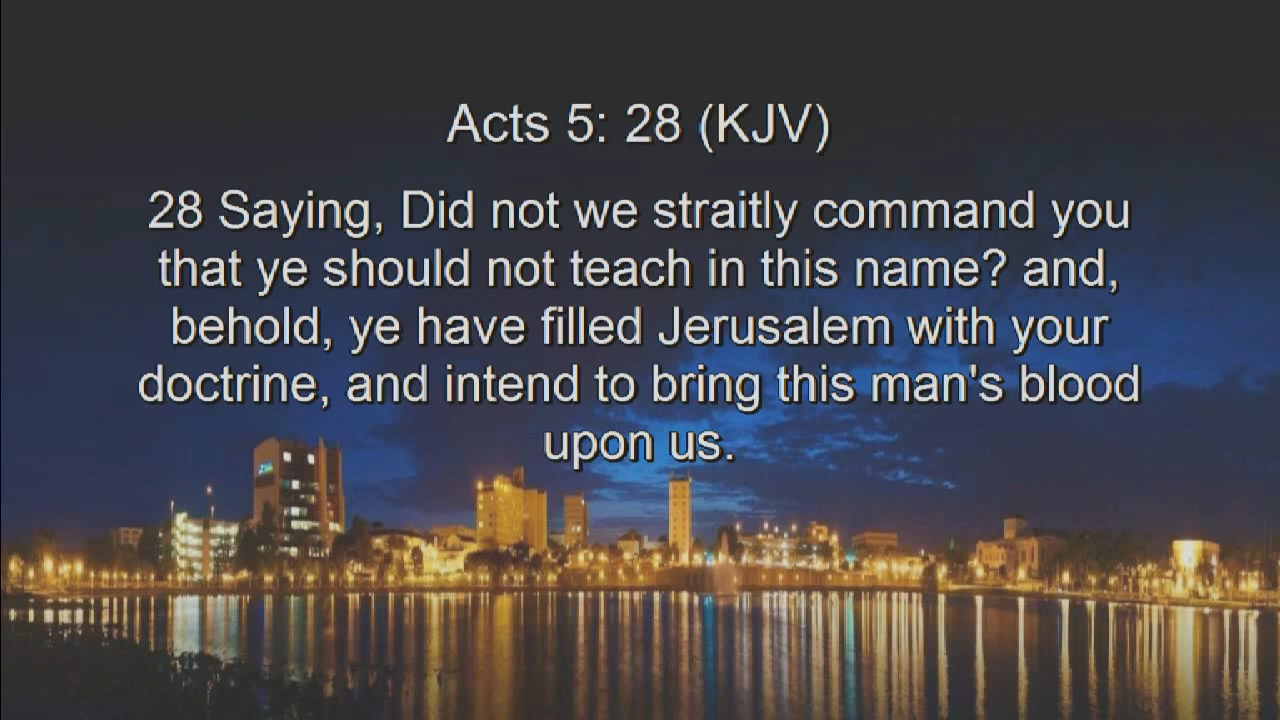 Acts 5: 28 (KJV)
28 Saying, Did not we straitly command you
that ye should not teach in this name? and,
behold, ye have filled Jerusalem with your
doctrine, and intend to bring this man's blood
upon us.